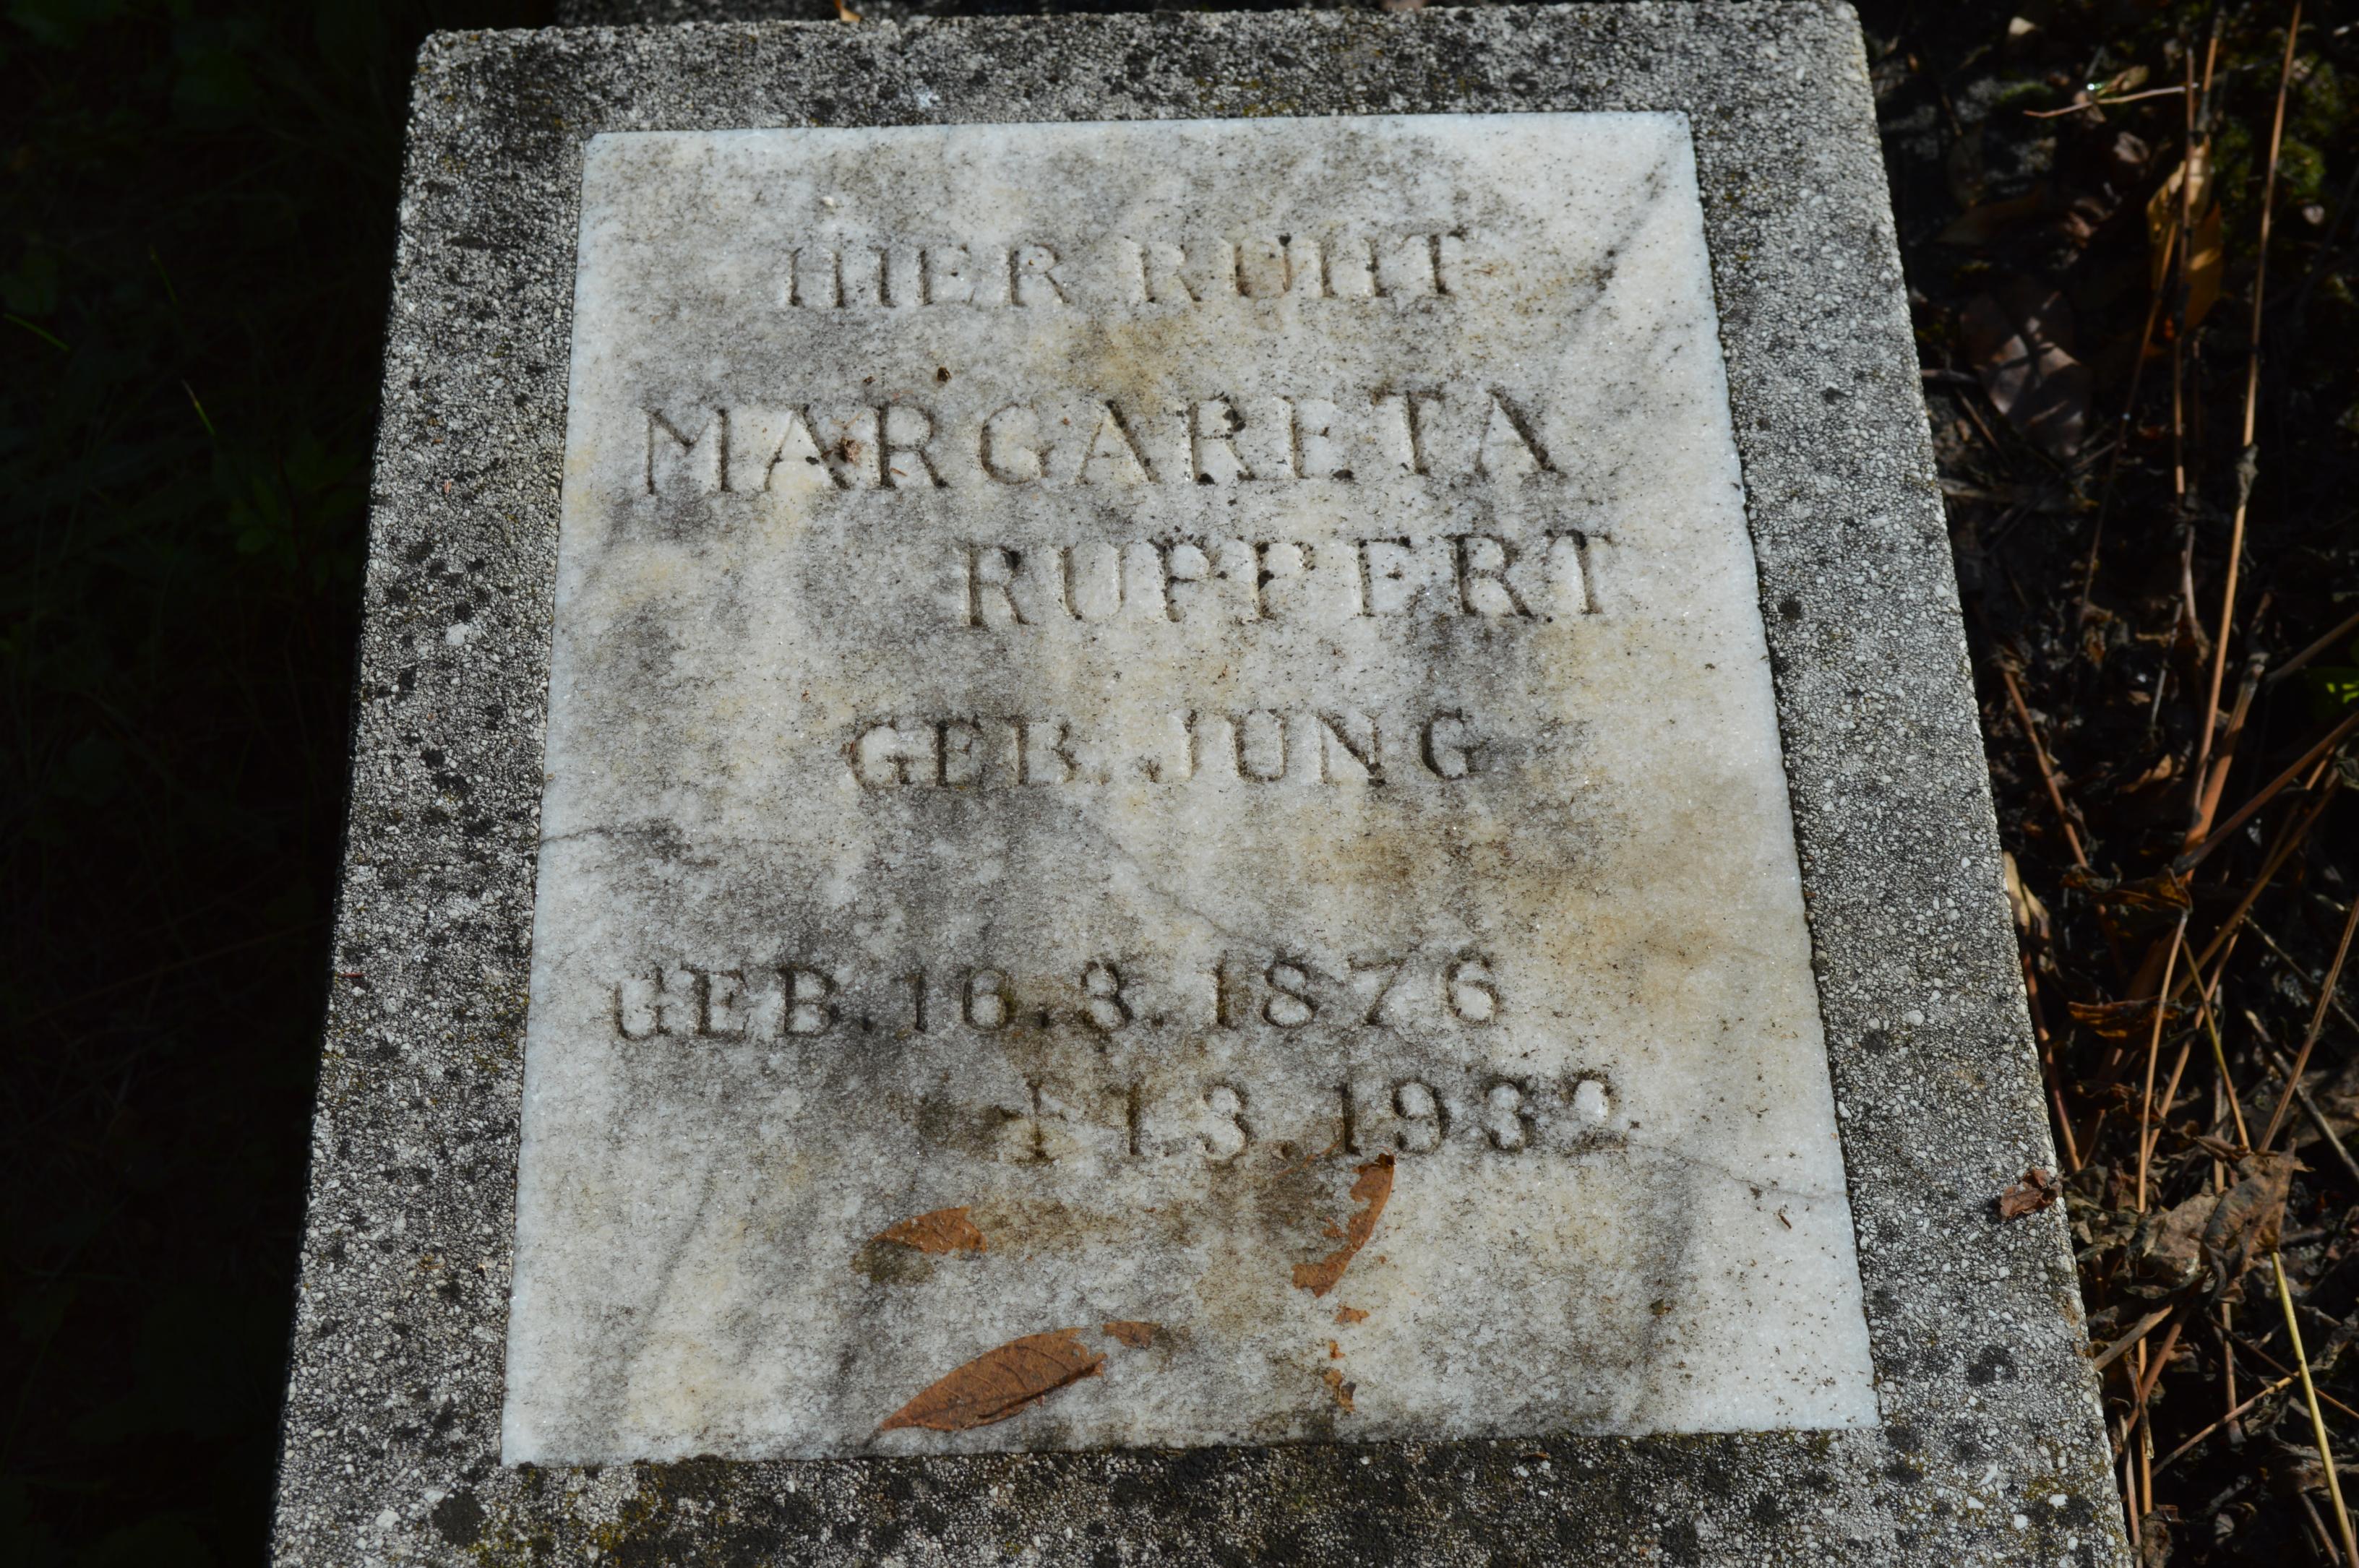 HIER RUHT
MARGARETA
RUPPERT
GEB. JUNG
GEB. 16.3.1876
† 1.3.1932